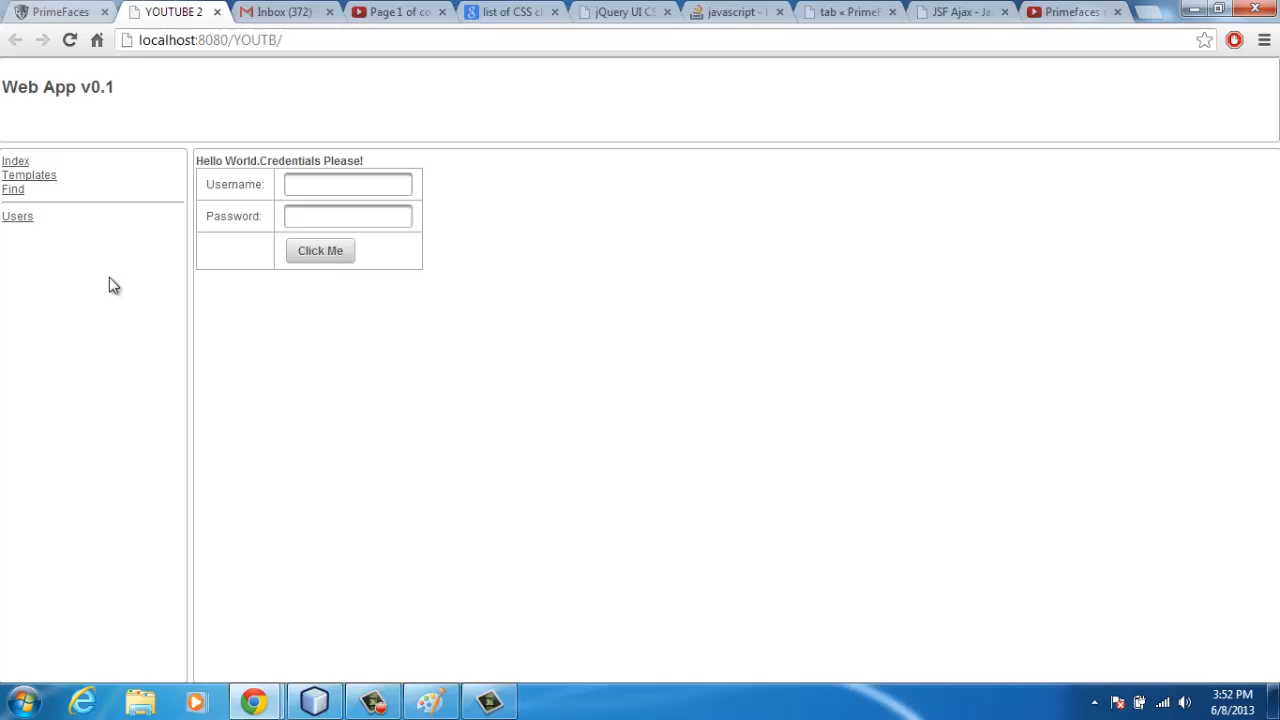 PrimeFaces
YOUTUBE 2
Inbox (372)
Page 1 of co
list of CSS cl
jQuery UI CS
javascript -
tab « Primef
JSF Ajax - Ja
Primefaces
localhost:8080/YOUTB/
Web App v0.1
Index
Templates
Find
Users
Hello World.Credentials Please!
Username:
Password:
Click Me
3:52 PM
6/8/2013